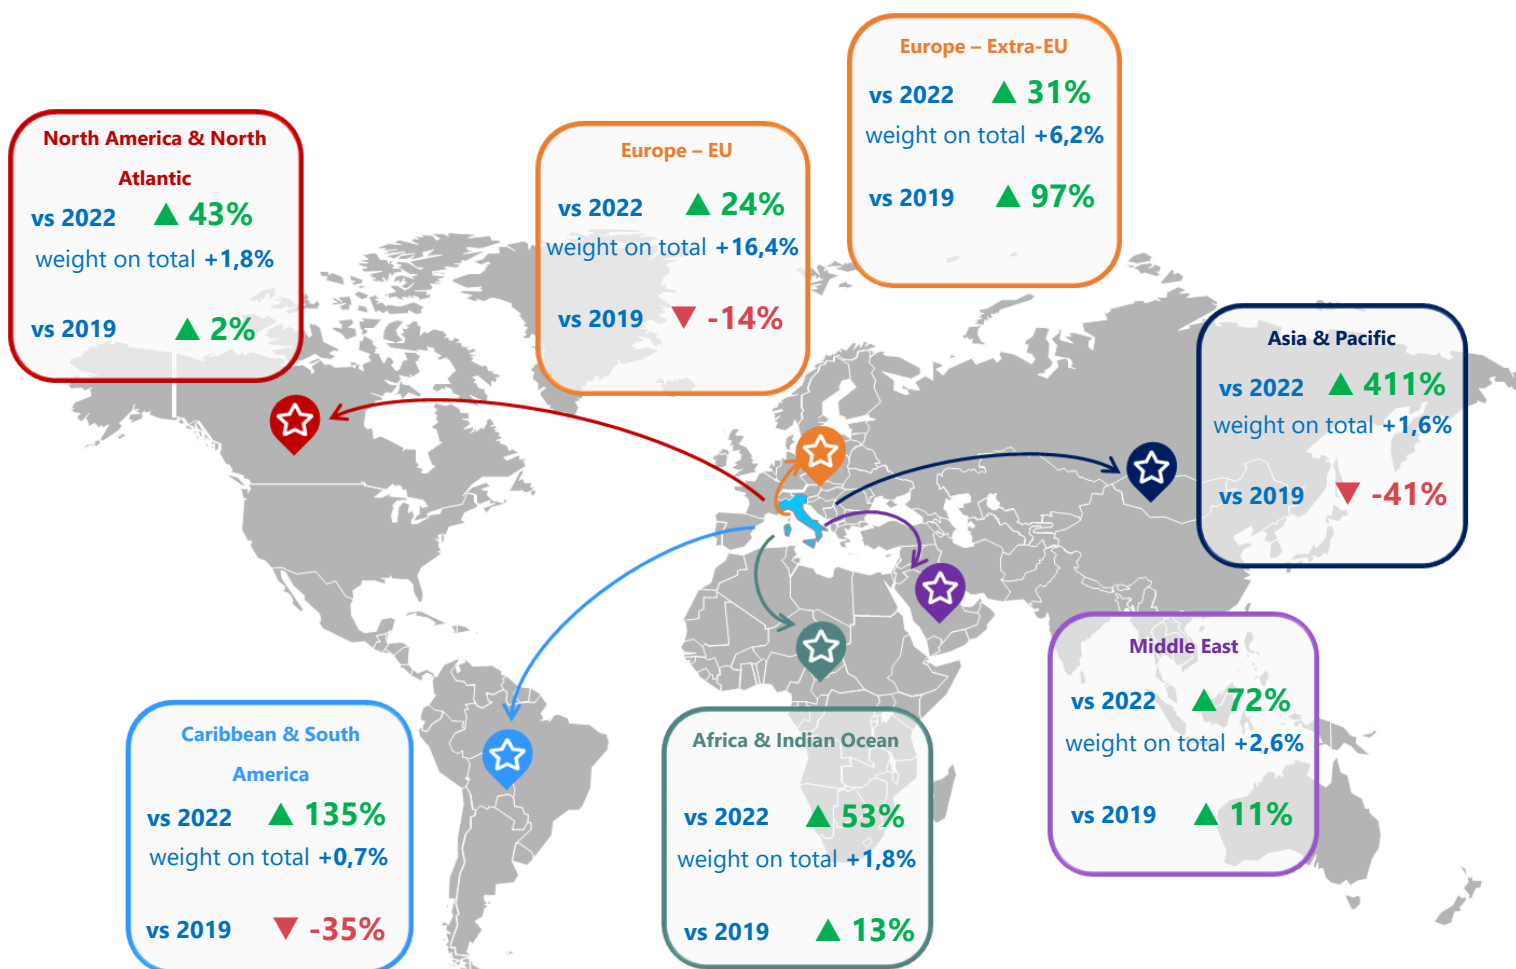 Europe – Extra-EU
vs 2022 ▲ 31%
weight on total +6,2%
vs 2019 ▲ 97%
North America & North
Atlantic
vs 2022 ▲ 43%
weight on total +1,8%
vs 2019 ▲ 2%
Europe – EU
vs 2022 ▲ 24%
weight on total +16,4%
vs 2019 ▼ -14%
Asia & Pacific
vs 2022 ▲ 411%
weight on total +1,6%
vs 2019 ▼ -41%
Middle East
vs 2022 ▲ 72%
weight on total +2,6%
vs 2019 ▲ 11%
Caribbean & South
America
vs 2022 ▲ 135%
weight on total +0,7%
vs 2019 ▼ -35%
Africa & Indian Ocean
vs 2022 ▲ 53%
weight on total +1,8%
vs 2019 ▲ 13%